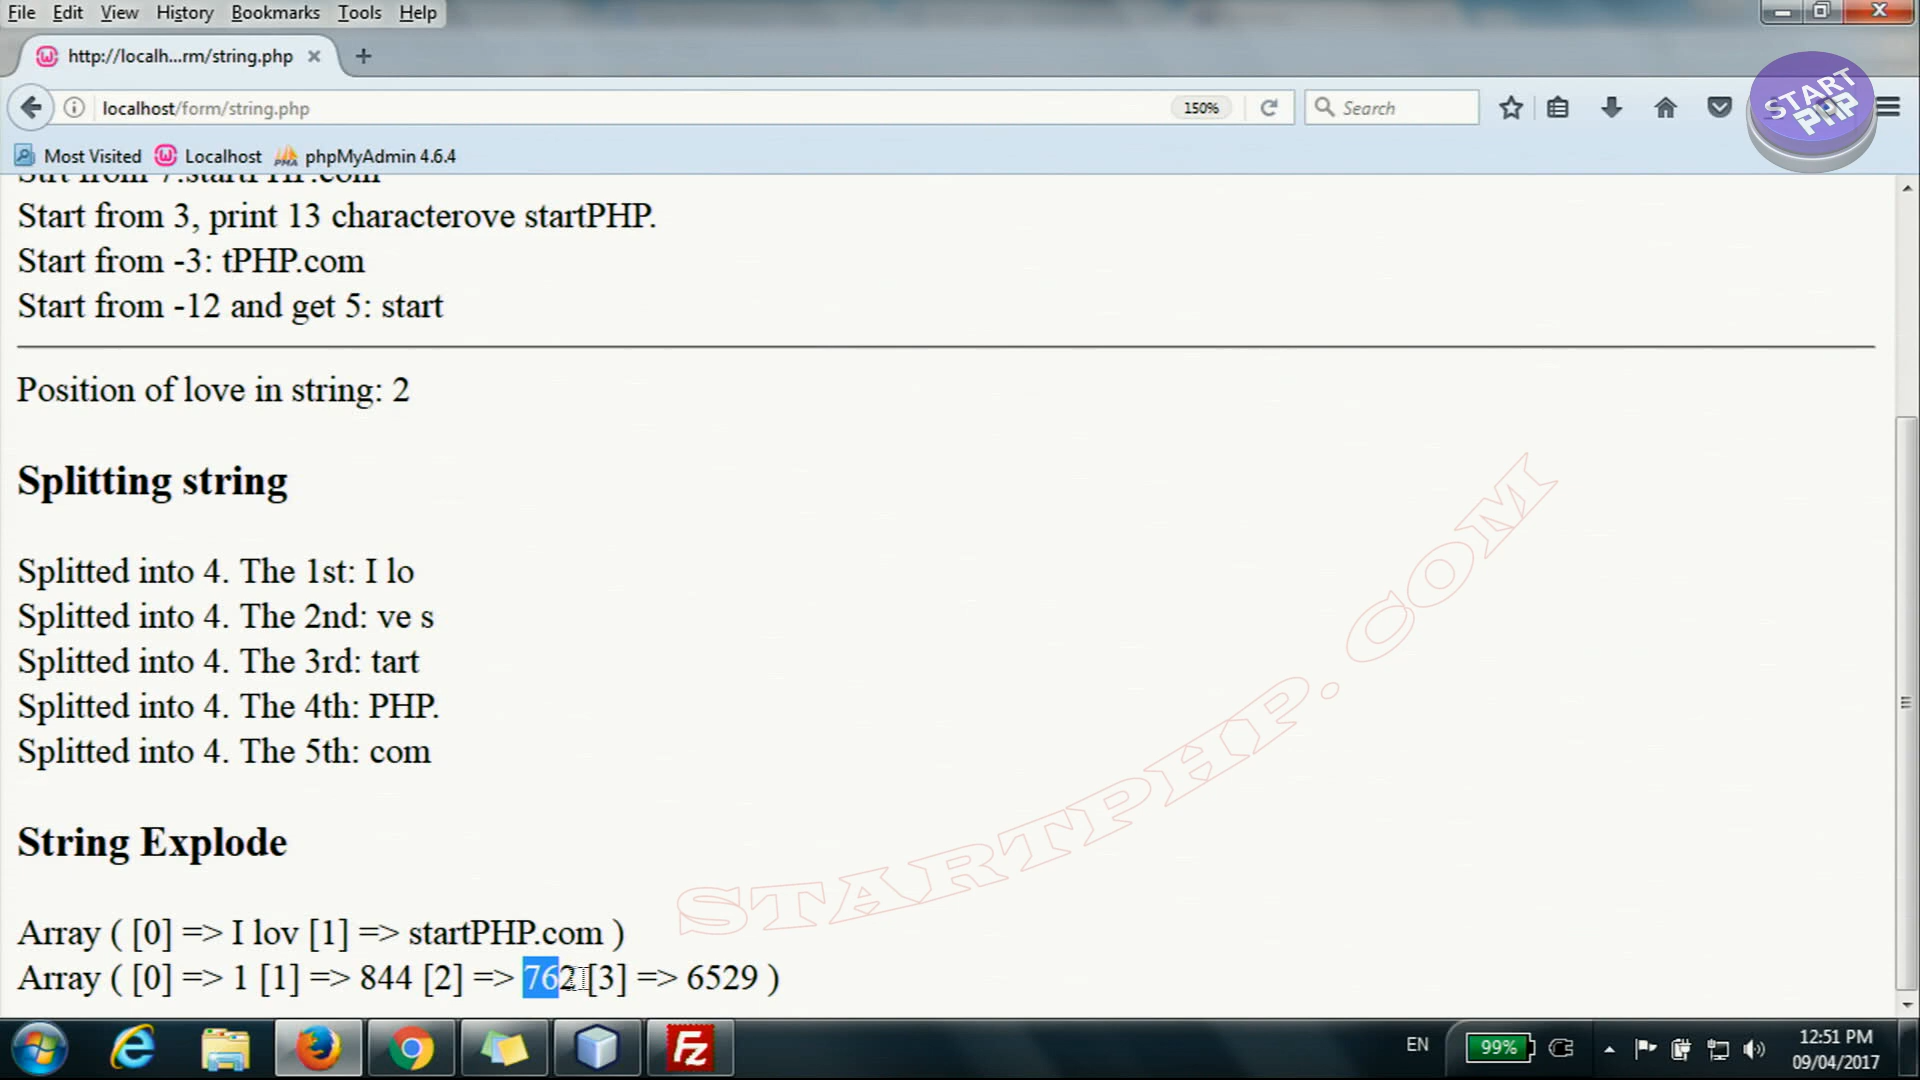 File Edit View History Bookmarks Tools Help
http://localh...rm/string.php
START PHP
localhost/form/string.php 150% Search
Most Visited Localhost phpMyAdmin 4.6.4
Start from 3, print 13 characterove startPHP.
Start from -3: tPHP.com
Start from -12 and get 5: start
Position of love in string: 2
Splitting string
Splitted into 4. The 1st: I lo
Splitted into 4. The 2nd: ve s
Splitted into 4. The 3rd: tart
Splitted into 4. The 4th: PHP.
Splitted into 4. The 5th: com
STARTPHP.COM
String Explode
Array ( [0] => I lov [1] => startPHP.com )
Array ( [0] => 1 [1] => 844 [2] => 762 [3] => 6529 )
EN 99% 12:51 PM
09/04/2017